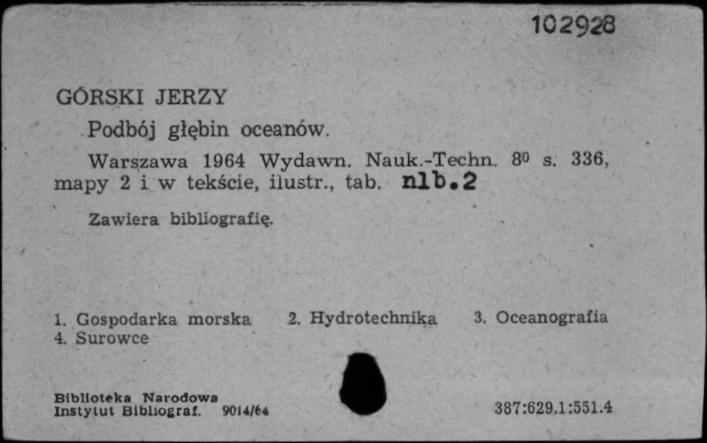 102928
GÓRSKI JERZY
Podbój głębin oceanów.
Warszawa 1964 Wydawn. Nauk.-Techn. 8⁰ s. 336,
mapy 2 i w tekście, ilustr., tab. nlb.2
Zawiera bibliografię.
1. Gospodarka morska 2. Hydrotechnika 3. Oceanografia
4. Surowce
Biblioteka Narodowa
Instytut Bibliograf. 9014/64
387:629.1:551.4